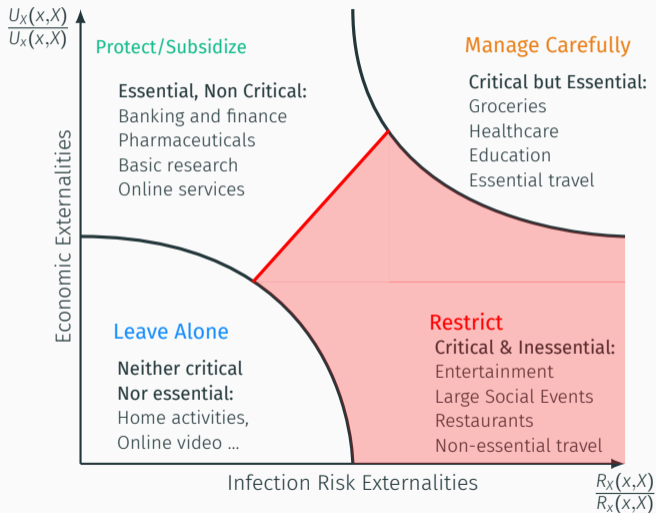 U_X(x,X)
U_x(x,X)
Economic Externalities
Protect/Subsidize
Essential, Non Critical:
Banking and finance
Pharmaceuticals
Basic research
Online services
Manage Carefully
Critical but Essential:
Groceries
Healthcare
Education
Essential travel
Leave Alone
Neither critical
Nor essential:
Home activities,
Online video ...
Restrict
Critical & Inessential:
Entertainment
Large Social Events
Restaurants
Non-essential travel
Infection Risk Externalities
R_X(x,X)
R_x(x,X)